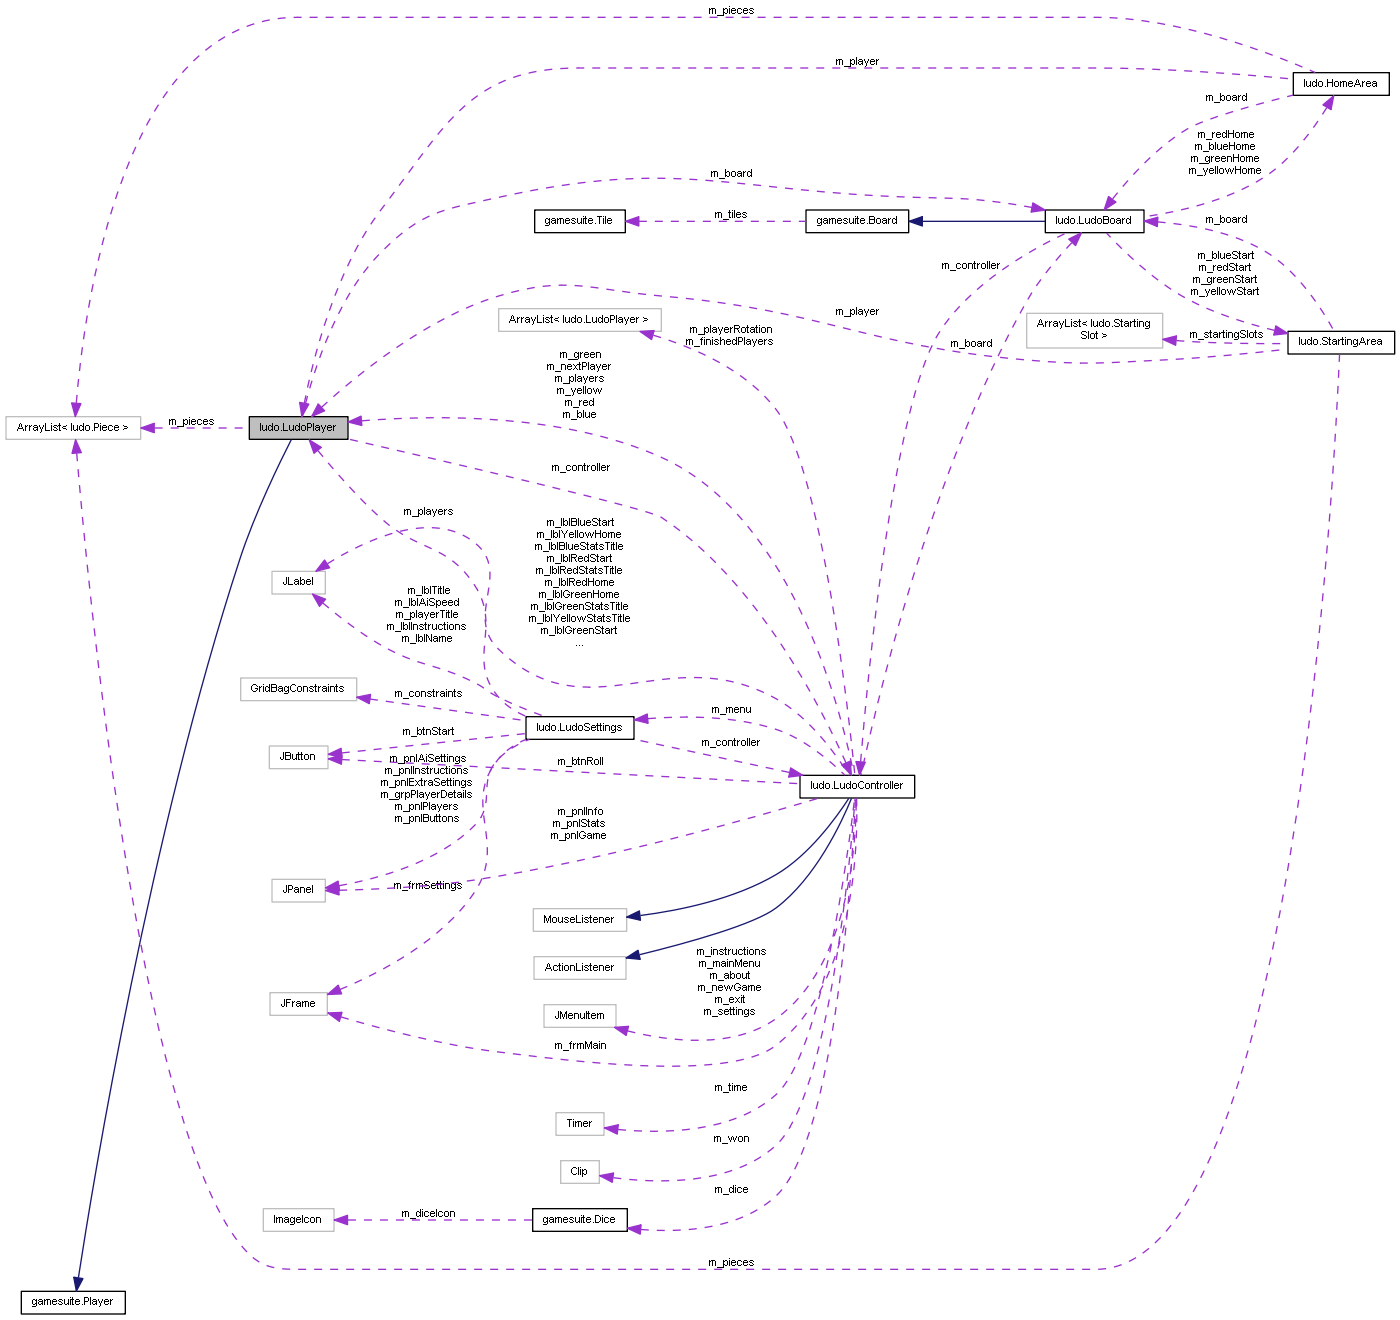 m_pieces
m_player
ludo.HomeArea
m_board
m_redHome
m_blueHome
m_greenHome
m_yellowHome
m_board
gamesuite.Tile
m_tiles
gamesuite.Board
ludo.LudoBoard
m_board
m_controller
m_blueStart
m_redStart
m_greenStart
m_yellowStart
ArrayList< ludo.LudoPlayer >
m_playerRotation
m_finishedPlayers
m_player
m_board
ArrayList< ludo.Starting
Slot >
m_startingSlots
ludo.StartingArea
m_green
m_nextPlayer
m_players
m_yellow
m_red
m_blue
ArrayList< ludo.Piece >
m_pieces
ludo.LudoPlayer
m_controller
m_players
m_lblBlueStart
m_lblYellowHome
m_lblBlueStatsTitle
m_lblRedStart
m_lblRedStatsTitle
m_lblRedHome
m_lblGreenHome
m_lblGreenStatsTitle
m_lblYellowStatsTitle
m_lblGreenStart
...
JLabel
m_lblTitle
m_lblAiSpeed
m_playerTitle
m_lblInstructions
m_lblName
GridBagConstraints
m_constraints
m_btnStart
ludo.LudoSettings
m_menu
m_controller
JButton
m_btnRoll
ludo.LudoController
m_pnlAiSettings
m_pnlInstructions
m_pnlExtraSettings
m_grpPlayerDetails
m_pnlPlayers
m_pnlButtons
m_pnlInfo
m_pnlStats
m_pnlGame
JPanel
m_frmSettings
MouseListener
ActionListener
m_instructions
m_mainMenu
m_about
m_newGame
m_exit
m_settings
JFrame
JMenuItem
m_frmMain
m_time
Timer
m_won
Clip
m_dice
ImageIcon
m_diceIcon
gamesuite.Dice
m_pieces
gamesuite.Player